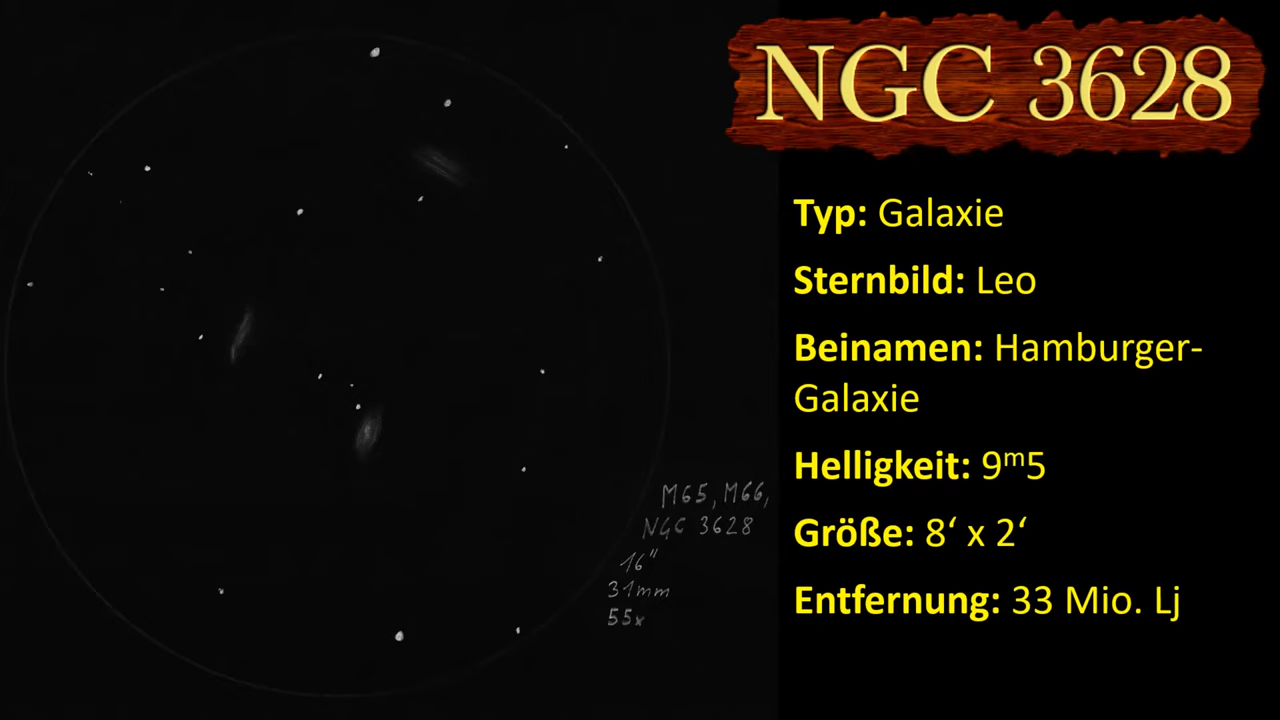 NGC 3628
Typ: Galaxie
Sternbild: Leo
Beinamen: Hamburger-
Galaxie
Helligkeit: 9ᵐ5
Größe: 8‘ x 2‘
Entfernung: 33 Mio. Lj
M65, M66,
NGC 3628
16"
31mm
55x